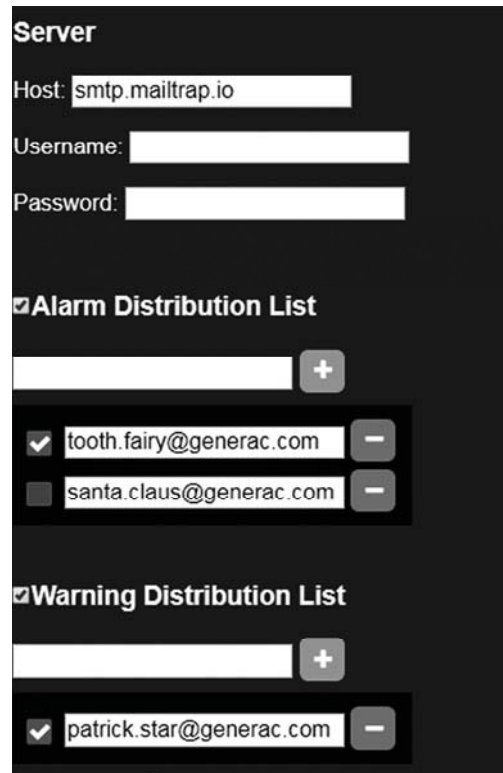 Server
Host: smtp.mailtrap.io
Username:
Password:
Alarm Distribution List
+
tooth.fairy@generac.com −
santa.claus@generac.com −
Warning Distribution List
+
patrick.star@generac.com −